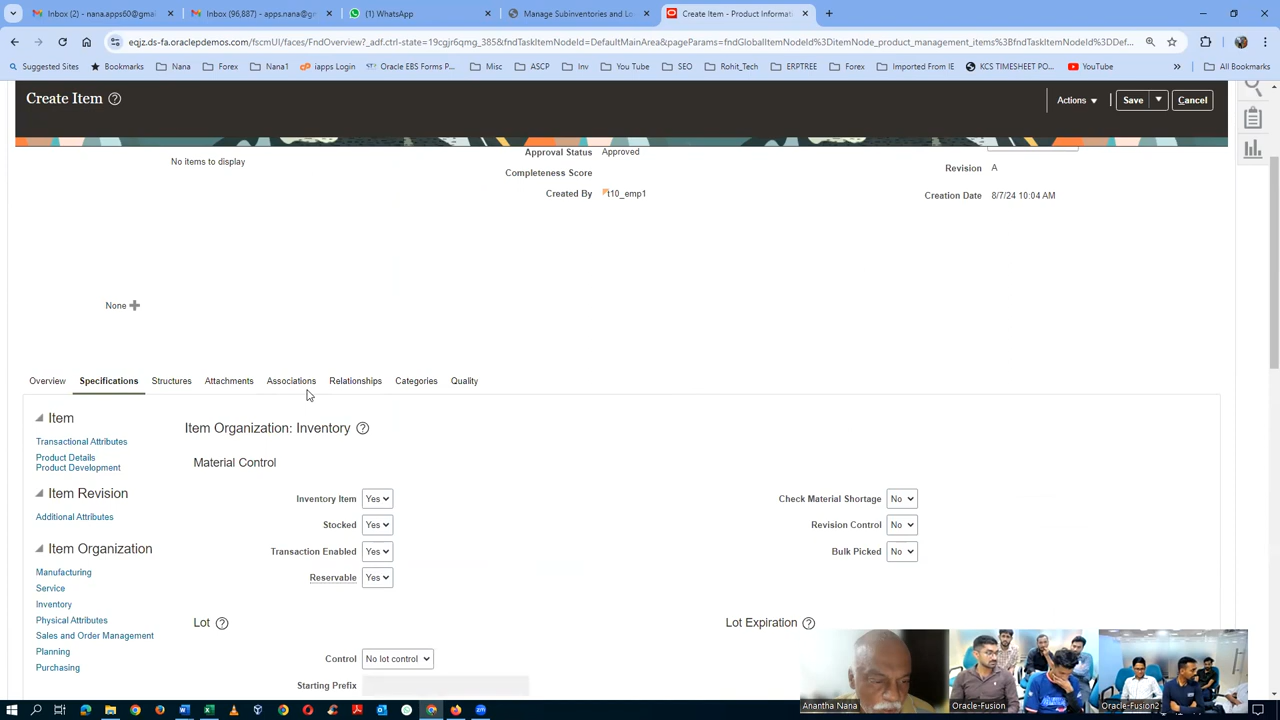 Inbox (31) - nana.apps60@gmail
Inbox (96,887) - apps.nana@gm
(1) WhatsApp
Manage Subinventories and Lo
Create Item - Product Informat
eqjz.ds-fa.oraclepdemos.com/fscmUI/faces/FndOverview?_adf.ctrl-state=19cgjr6qmg_385&fndTaskItemNodeId=DefaultMainArea&pageParams=fndGlobalItemNodeId%3DitemNode_product_management_items%3BfndTaskItemNodeId%3DDef...
Suggested Sites Bookmarks Nana Forex Nana1 iapps Login Oracle EBS Forms P... Misc ASCP Inv You Tube SEO Rohit_Tech ERPTREE Forex Imported From IE KCS TIMESHEET PO... YouTube » All Bookmarks
Create Item ?
Actions Save Cancel
No items to display
Approval Status Approved
Completeness Score
Created By t10_emp1
Revision A
Creation Date 8/7/24 10:04 AM
None
Overview Specifications Structures Attachments Associations Relationships Categories Quality
Item
Transactional Attributes
Product Details
Product Development
Item Revision
Additional Attributes
Item Organization
Manufacturing
Service
Inventory
Physical Attributes
Sales and Order Management
Planning
Purchasing
Item Organization: Inventory ?
Material Control
Inventory Item Yes
Stocked Yes
Transaction Enabled Yes
Reservable Yes
Check Material Shortage No
Revision Control No
Bulk Picked No
Lot ?
Lot Expiration ?
Control No lot control
Starting Prefix
Anantha Nana
Oracle-Fusion
Oracle-Fusion2